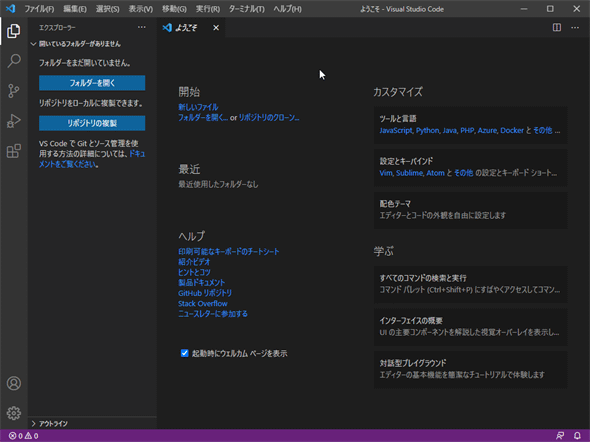 ファイル(F) 編集(E) 選択(S) 表示(V) 移動(G) 実行(R) ターミナル(T) ヘルプ(H) ようこそ - Visual Studio Code
エクスプローラー
開いているフォルダーがありません
フォルダーをまだ開いていません。
フォルダーを開く
リポジトリをローカルに複製できます。
リポジトリの複製
VS Code で Git とソース管理を使
用する方法の詳細については、ドキュ
メントをご覧ください。
アウトライン
ようこそ
開始
新しいファイル
フォルダーを開く... or リポジトリのクローン...
最近
最近使用したフォルダーなし
ヘルプ
印刷可能なキーボードのチートシート
紹介ビデオ
ヒントとコツ
製品ドキュメント
GitHub リポジトリ
Stack Overflow
ニュースレターに参加する
起動時にウェルカム ページを表示
カスタマイズ
ツールと言語
JavaScript, Python, Java, PHP, Azure, Docker と その他 ...
設定とキーバインド
Vim, Sublime, Atom と その他 の設定とキーボード ショート...
配色テーマ
エディターとコードの外観を自由に設定します
学ぶ
すべてのコマンドの検索と実行
コマンド パレット (Ctrl+Shift+P) にすばやくアクセスしてコマン...
インターフェイスの概要
UI の主要コンポーネントを解説した視覚オーバーレイを表示し...
対話型プレイグラウンド
エディターの基本機能を簡潔なチュートリアルで体験します
0 0